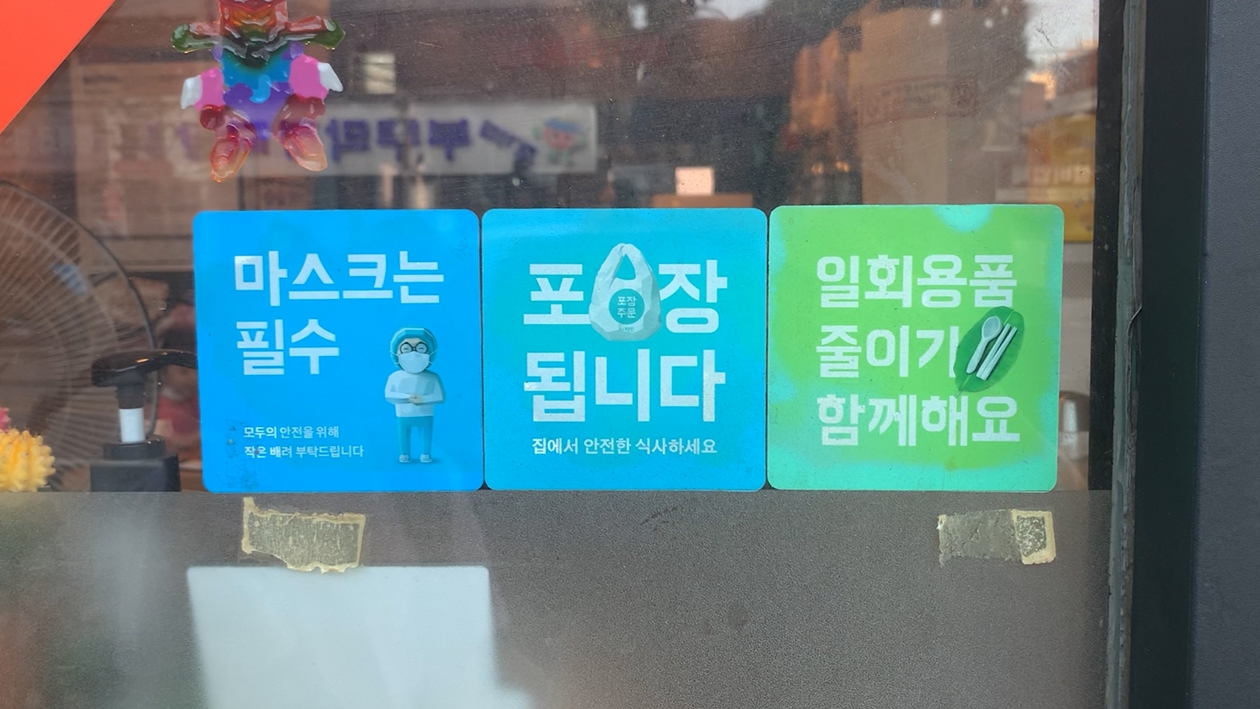 마스크는
필수
모두의 안전을 위해
작은 배려 부탁드립니다
포장
됩니다
포장
주문
집에서 안전한 식사하세요
일회용품
줄이기
함께해요